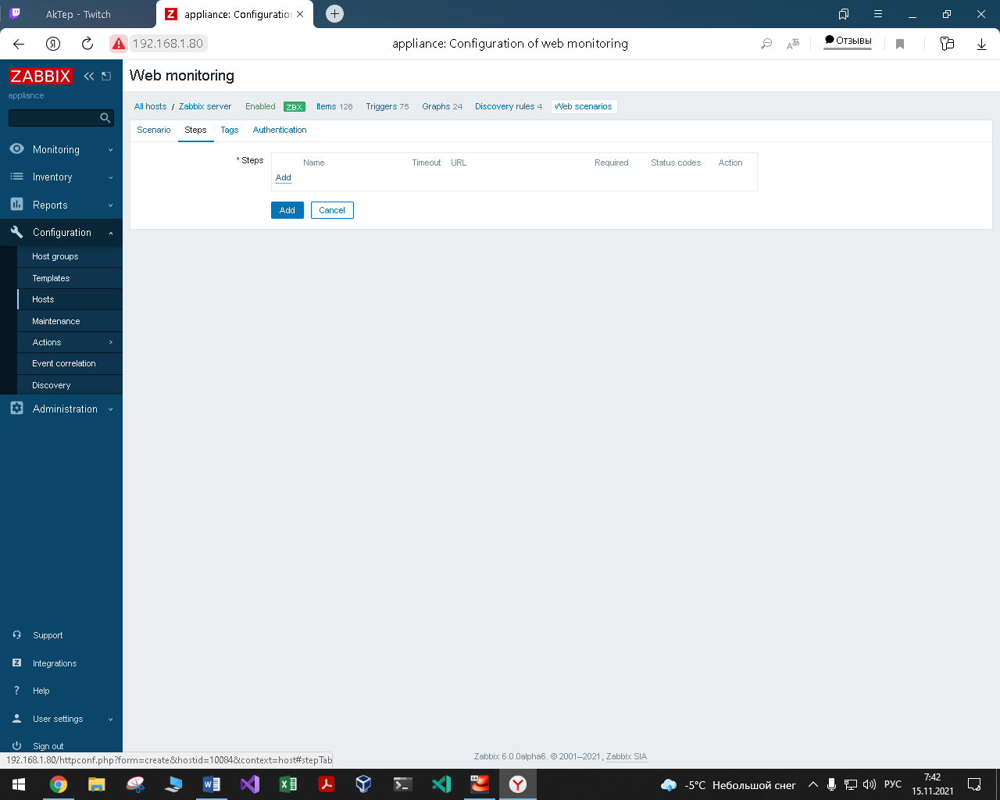 AkTep - Twitch
Z appliance: Configuration
Я 192.168.1.80 appliance: Configuration of web monitoring Отзывы
ZABBIX
appliance
Web monitoring
All hosts / Zabbix server Enabled ZBX Items 126 Triggers 75 Graphs 24 Discovery rules 4 Web scenarios
Scenario Steps Tags Authentication
* Steps
Name Timeout URL Required Status codes Action
Add
Add Cancel
Monitoring
Inventory
Reports
Configuration
Host groups
Templates
Hosts
Maintenance
Actions
Event correlation
Discovery
Administration
Support
Z Integrations
? Help
User settings
Sign out
192.168.1.80/httpconf.php?form=create&hostid=10084&context=host#stepTab
Zabbix 6.0.0alpha6. © 2001–2021, Zabbix SIA
-5°C Небольшой снег РУС 7:42
15.11.2021